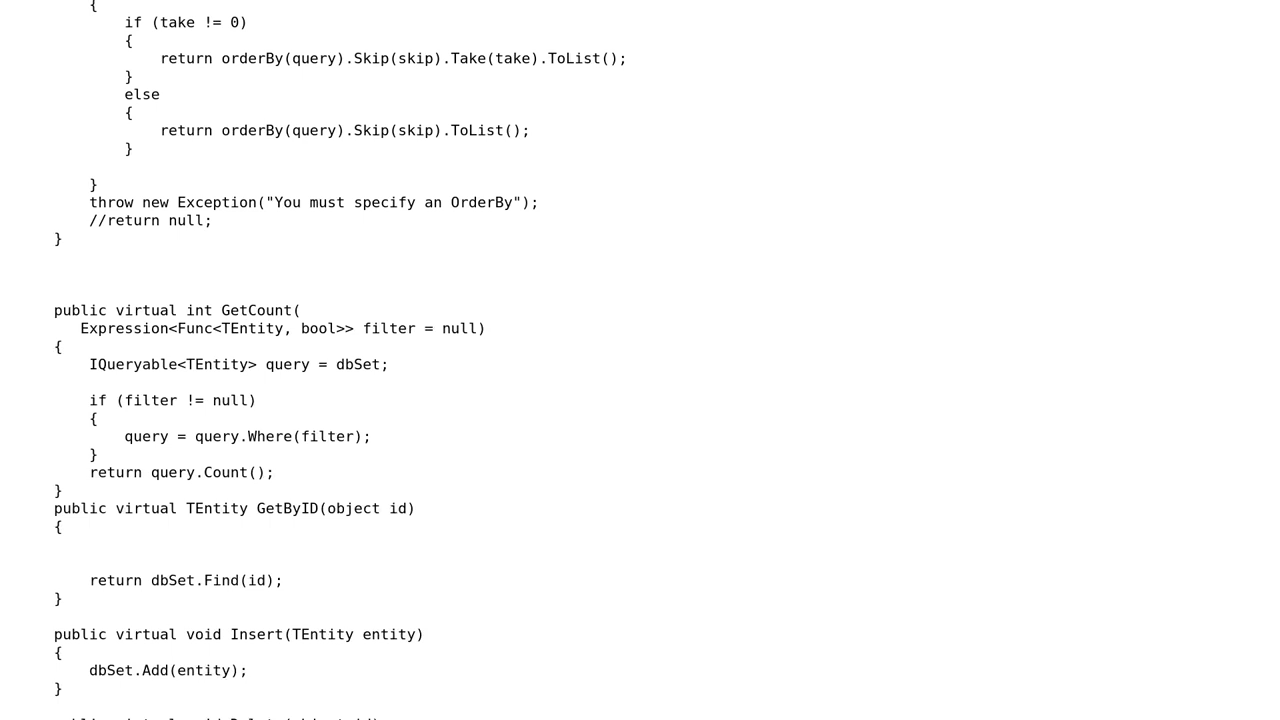 {
if (take != 0)
{
return orderBy(query).Skip(skip).Take(take).ToList();
}
else
{
return orderBy(query).Skip(skip).ToList();
}
}
throw new Exception("You must specify an OrderBy");
//return null;
}
public virtual int GetCount(
Expression<Func<TEntity, bool>> filter = null)
{
IQueryable<TEntity> query = dbSet;
if (filter != null)
{
query = query.Where(filter);
}
return query.Count();
}
public virtual TEntity GetByID(object id)
{
return dbSet.Find(id);
}
public virtual void Insert(TEntity entity)
{
dbSet.Add(entity);
}